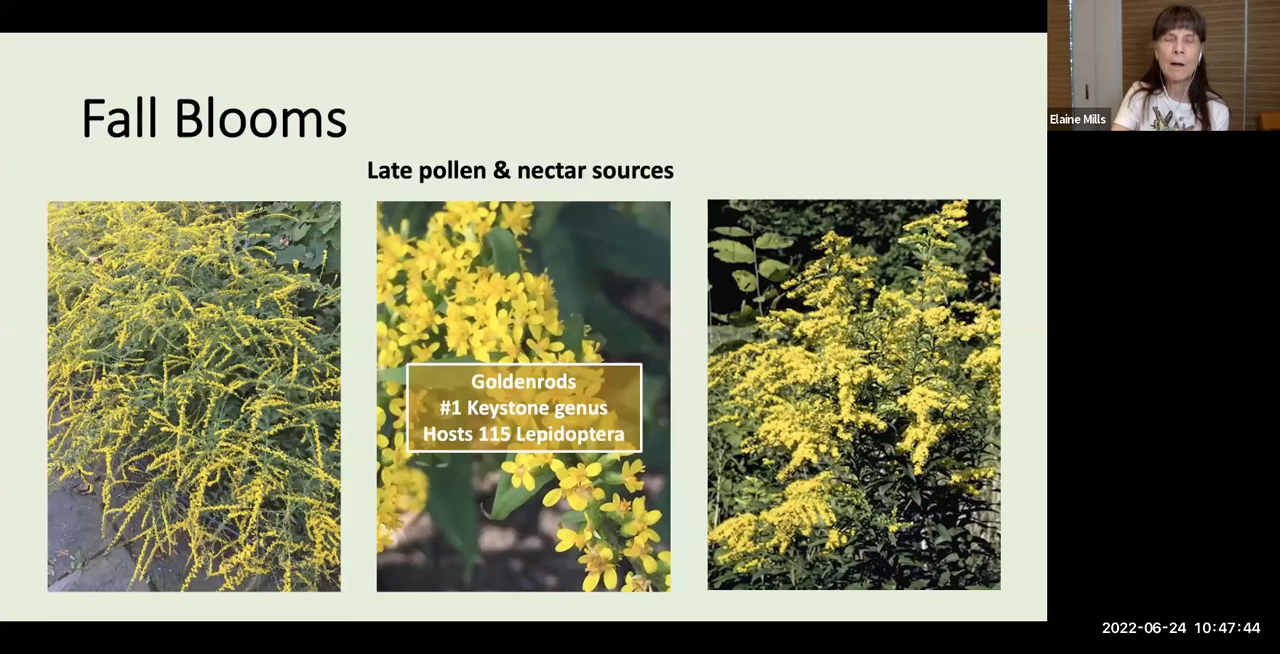 Fall Blooms
Late pollen & nectar sources
Goldenrods
#1 Keystone genus
Hosts 115 Lepidoptera
Elaine Mills
2022-06-24 10:47:44